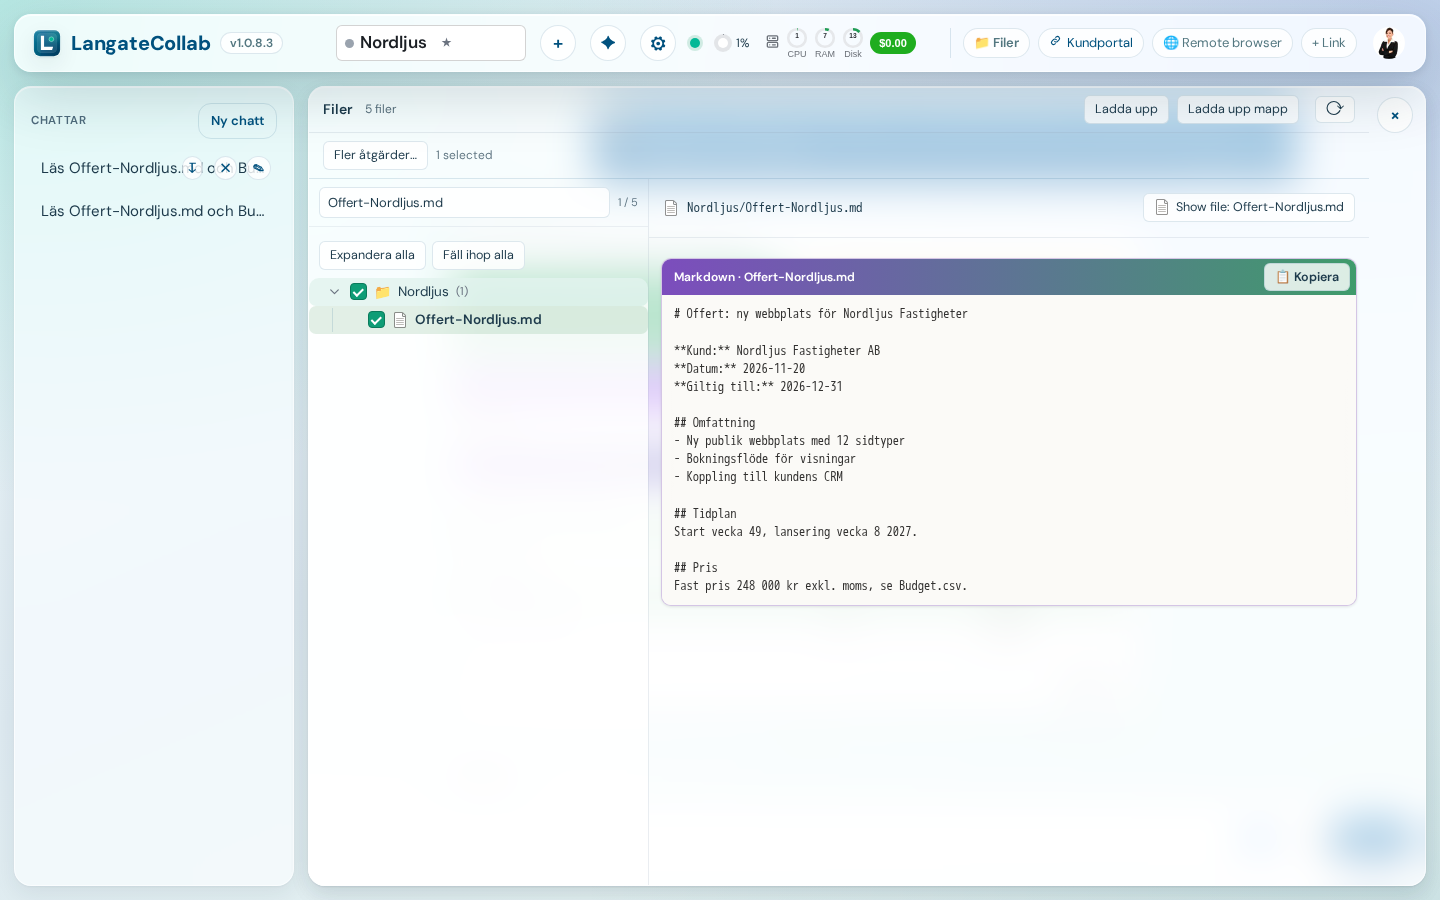 LangateCollab v1.0.8.3
Nordljus ★
+
1%
1 CPU
7 RAM
13 Disk
$0.00
Filer
Kundportal
Remote browser
+ Link
CHATTAR
Ny chatt
Läs Offert-Nordljus.
Läs Offert-Nordljus.md och Bu...
Filer 5 filer
Ladda upp
Ladda upp mapp
×
Fler åtgärder...
1 selected
Offert-Nordljus.md
1 / 5
Expandera alla
Fäll ihop alla
Nordljus (1)
Offert-Nordljus.md
Nordljus/Offert-Nordljus.md
Show file: Offert-Nordljus.md
Markdown · Offert-Nordljus.md
Kopiera
# Offert: ny webbplats för Nordljus Fastigheter
**Kund:** Nordljus Fastigheter AB
**Datum:** 2026-11-20
**Giltig till:** 2026-12-31
## Omfattning
- Ny publik webbplats med 12 sidtyper
- Bokningsflöde för visningar
- Koppling till kundens CRM
## Tidplan
Start vecka 49, lansering vecka 8 2027.
## Pris
Fast pris 248 000 kr exkl. moms, se Budget.csv.